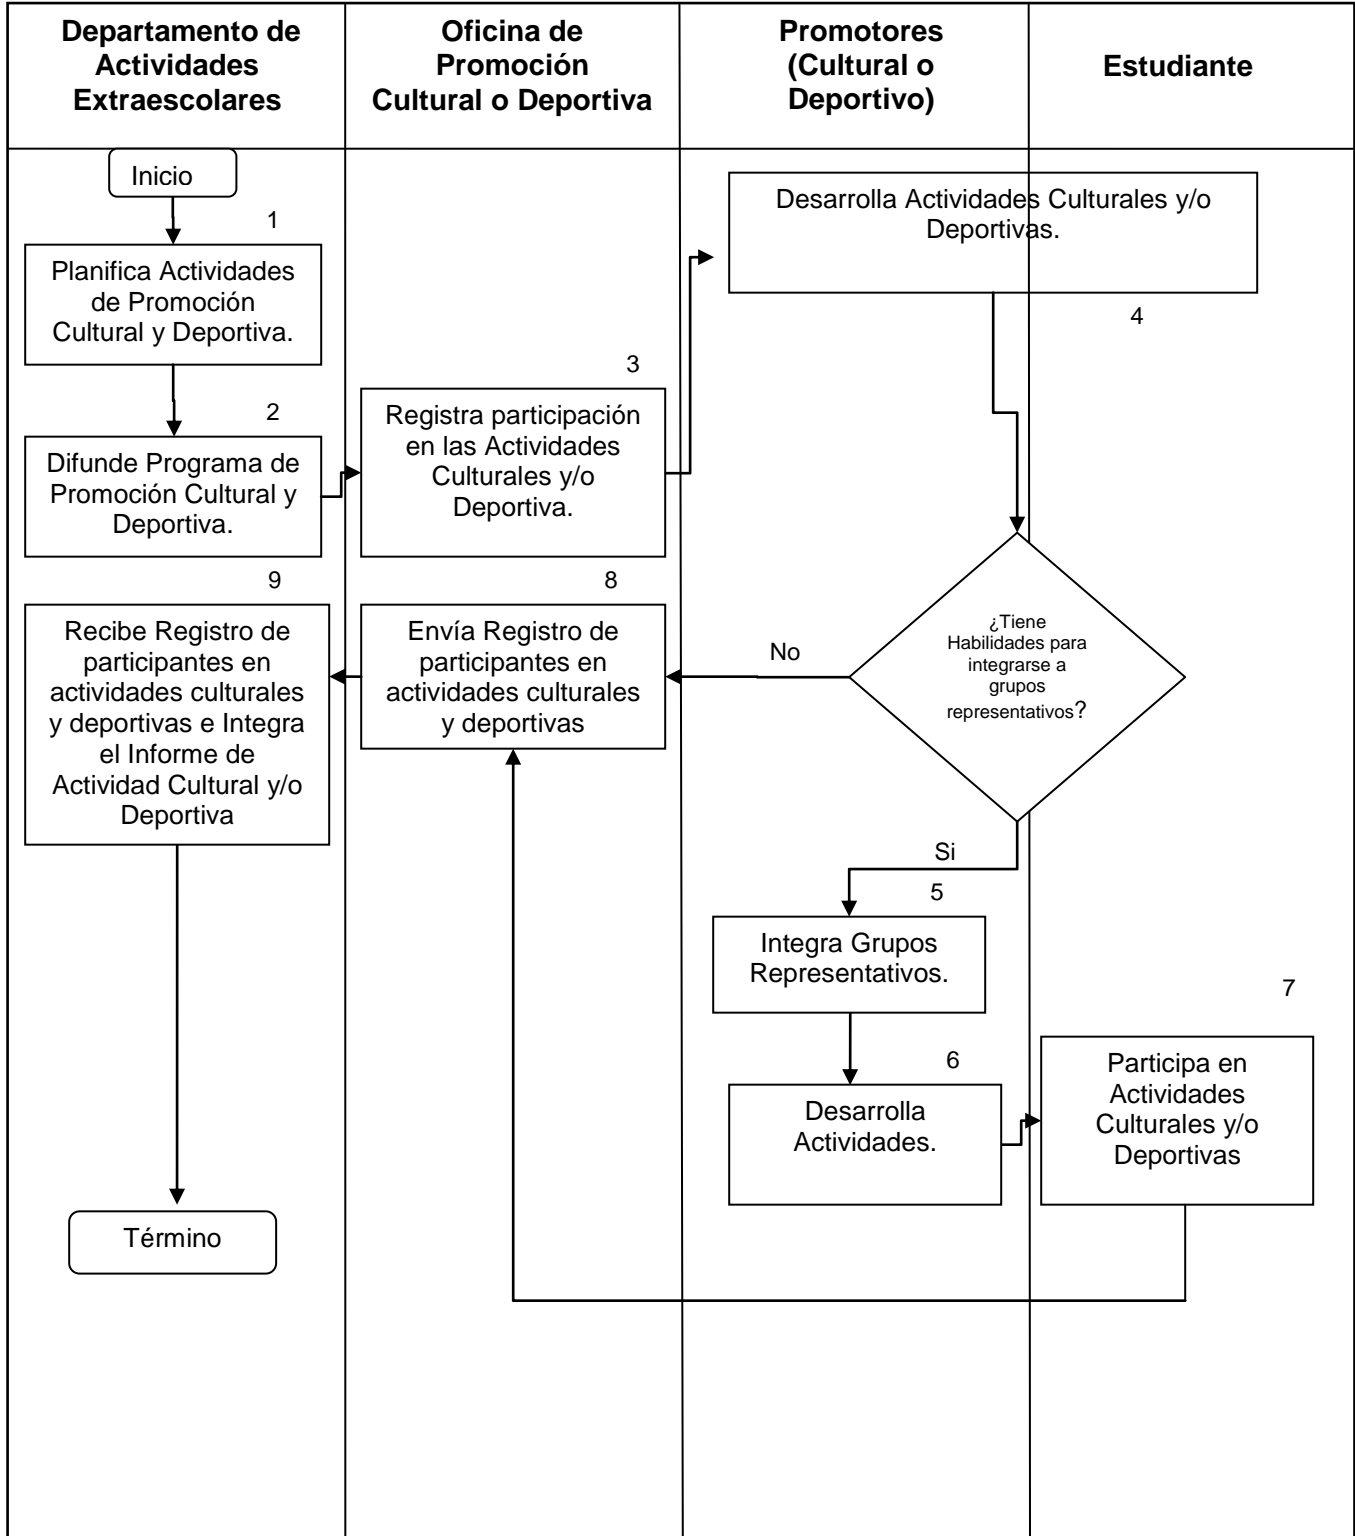 Departamento de
Actividades
Extraescolares
Oficina de
Promoción
Cultural o Deportiva
Promotores
(Cultural o
Deportivo)
Estudiante
Inicio
1
Planifica Actividades
de Promoción
Cultural y Deportiva.
2
Difunde Programa de
Promoción Cultural y
Deportiva.
3
Registra participación
en las Actividades
Culturales y/o
Deportiva.
Desarrolla Actividades Culturales y/o
Deportivas.
4
¿Tiene
Habilidades para
integrarse a
grupos
representativos?
No
Si
5
Integra Grupos
Representativos.
6
Desarrolla
Actividades.
7
Participa en
Actividades
Culturales y/o
Deportivas
8
Envía Registro de
participantes en
actividades culturales
y deportivas
9
Recibe Registro de
participantes en
actividades culturales
y deportivas e Integra
el Informe de
Actividad Cultural y/o
Deportiva
Término